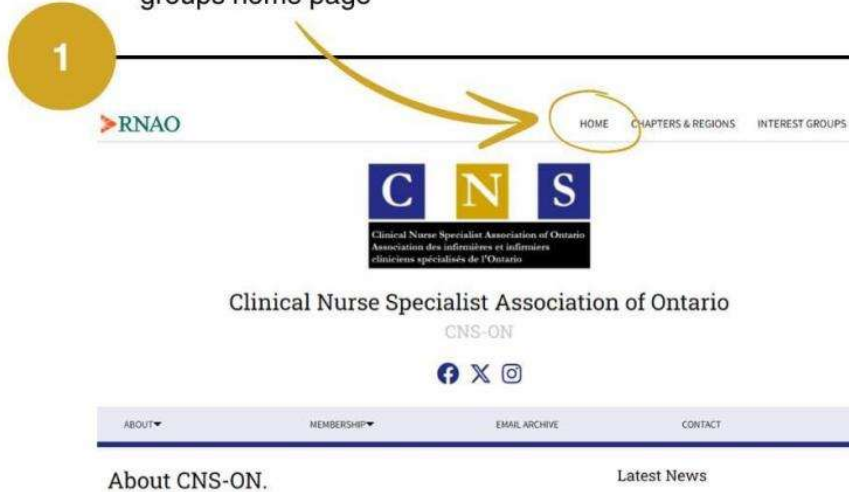 groups home page
1
RNAO
HOME CHAPTERS & REGIONS INTEREST GROUPS
C N S
Clinical Nurse Specialist Association of Ontario
Association des infirmières et infirmiers
cliniciens spécialisés de l'Ontario
Clinical Nurse Specialist Association of Ontario
CNS-ON
ABOUT MEMBERSHIP EMAIL ARCHIVE CONTACT
About CNS-ON. Latest News